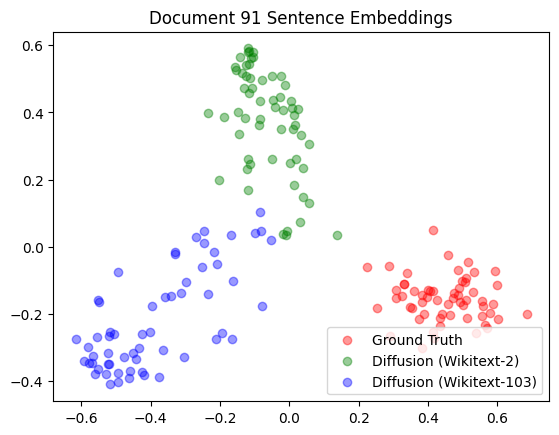 Document 91 Sentence Embeddings
0.6
0.4
0.2
0.0
−0.2
−0.4
Ground Truth
Diffusion (Wikitext-2)
Diffusion (Wikitext-103)
−0.6 −0.4 −0.2 0.0 0.2 0.4 0.6